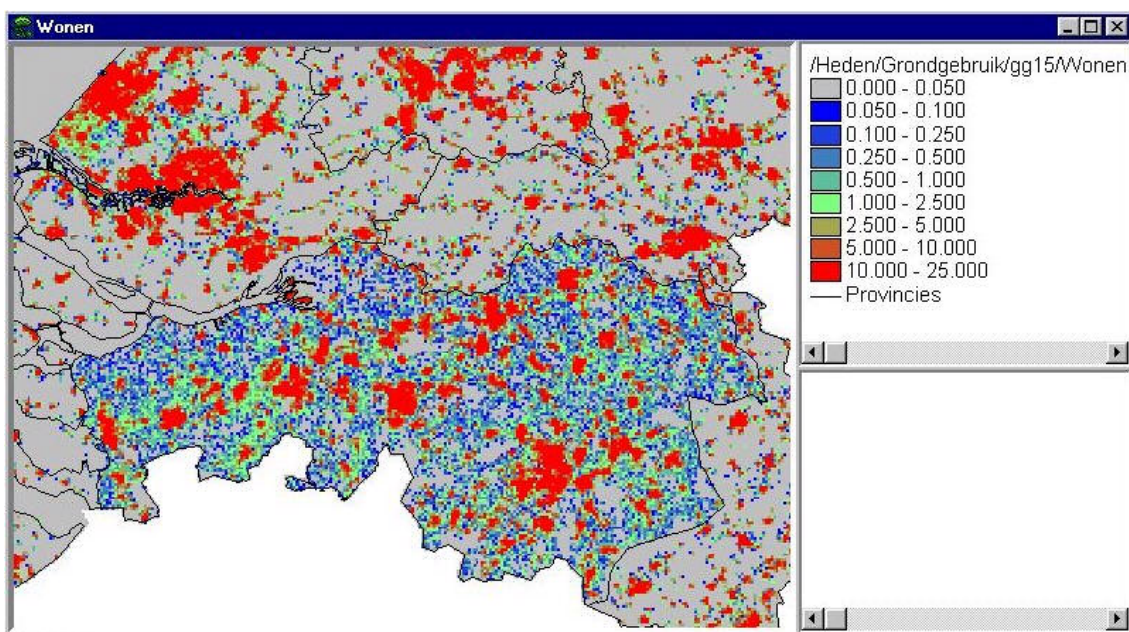 Wonen
/Heden/Grondgebruik/gg15/Wonen
0.000 - 0.050
0.050 - 0.100
0.100 - 0.250
0.250 - 0.500
0.500 - 1.000
1.000 - 2.500
2.500 - 5.000
5.000 - 10.000
10.000 - 25.000
Provincies